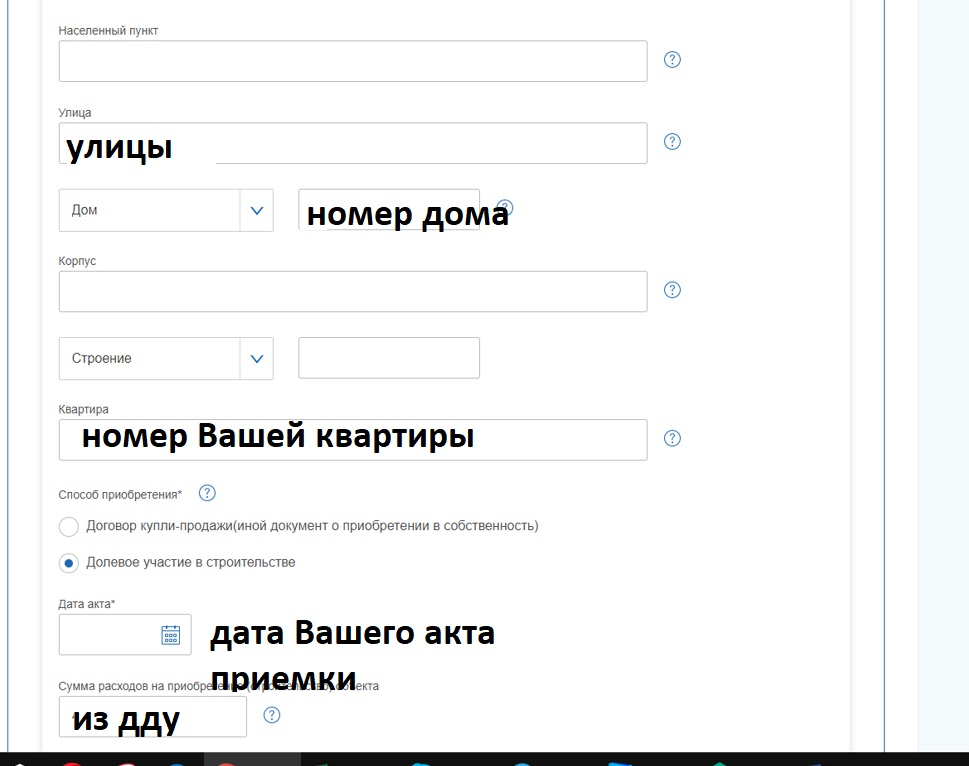 Населенный пункт
Улица
улицы
Дом номер дома
Корпус
Строение
Квартира
номер Вашей квартиры
Способ приобретения*
Договор купли-продажи(иной документ о приобретении в собственность)
Долевое участие в строительстве
Дата акта*
дата Вашего акта
приемки
Сумма расходов на объекта
из дду